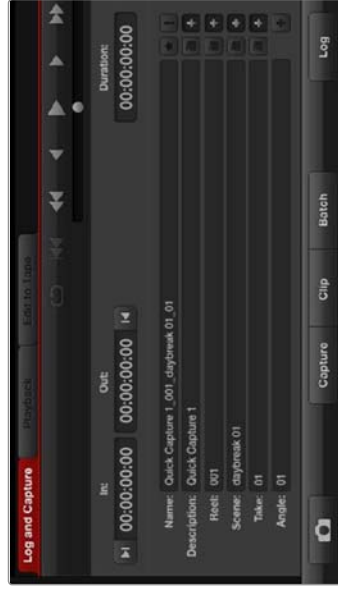 Log and Capture Playback Edit to Tape
In: Out: Duration:
00:00:00:00 00:00:00:00 00:00:00:00
Name: Quick Capture 1_001_daybreak 01_01
Description: Quick Capture 1
Reel: 001
Scene: daybreak 01
Take: 01
Angle: 01
Capture Clip Batch Log